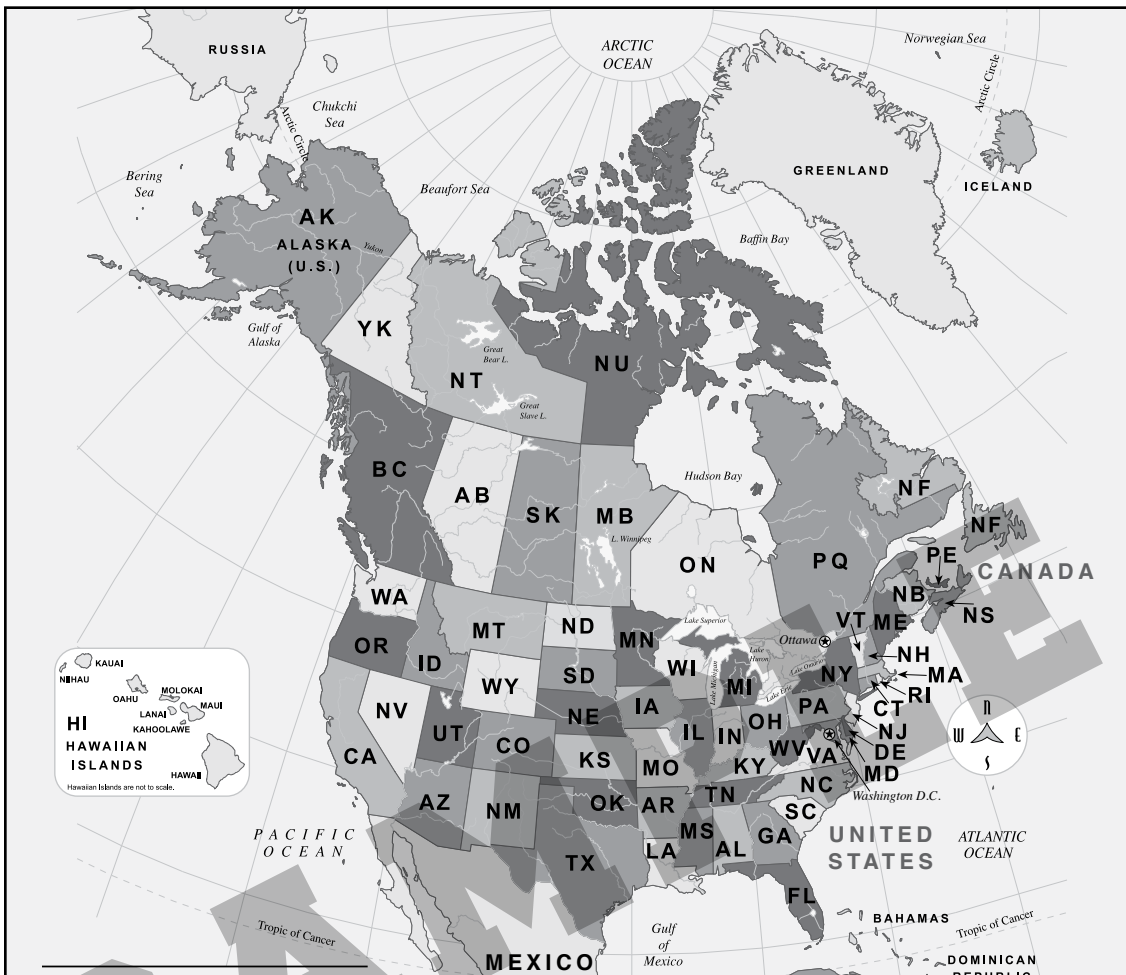 RUSSIA
ARCTIC
OCEAN
Norwegian Sea
Arctic Circle
Chukchi
Sea
Arctic Circle
Bering
Sea
Beaufort Sea
GREENLAND
ICELAND
AK
ALASKA
(U.S.)
Yukon
Baffin Bay
Gulf of
Alaska
YK
Great
Bear L.
NT
NU
Great
Slave L.
BC
AB
SK
MB
L. Winnipeg
Hudson Bay
ON
PQ
NF
NF
PE
CANADA
NB
NS
WA
MT
ND
MN
Lake Superior
Ottawa
VT
ME
OR
ID
SD
WI
Lake Michigan
Lake
Huron
Lake Ontario
NY
NH
MA
WY
MI
Lake Erie
RI
CT
KAUAI
NIIHAU
OAHU
MOLOKAI
LANAI
MAUI
KAHOOLAWE
HI
HAWAIIAN
ISLANDS
HAWAII
Hawaiian Islands are not to scale.
NV
UT
NE
IA
PA
NJ
N
W
E
S
CA
CO
KS
IL
IN
OH
WV
VA
DE
MD
MO
KY
AZ
NM
OK
AR
TN
NC
Washington D.C.
SC
PACIFIC
OCEAN
TX
LA
MS
AL
GA
UNITED
STATES
ATLANTIC
OCEAN
FL
BAHAMAS
Tropic of Cancer
Tropic of Cancer
Gulf
of
Mexico
MEXICO
DOMINICAN
REPUBLIC